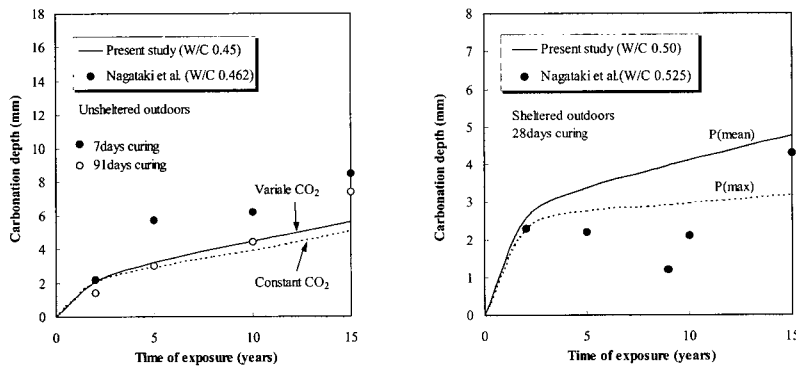 18
16
14
12
10
8
6
4
2
0
Carbonation depth (mm)
Present study (W/C 0.45)
Nagataki et al. (W/C 0.462)
Unsheltered outdoors
7days curing
91days curing
Variale CO2
Constant CO2
0
5
10
15
Time of exposure (years)
8
7
6
5
4
3
2
1
0
Carbonation depth (mm)
Present study (W/C 0.50)
Nagataki et al.(W/C 0.525)
Sheltered outdoors
28days curing
P(mean)
P(max)
0
5
10
15
Time of exposure (years)